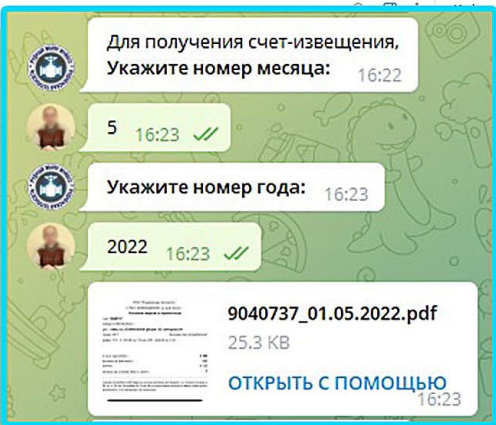 Для получения счет-извещения,
Укажите номер месяца:
16:22
5
16:23
Укажите номер года:
16:23
2022
16:23
9040737_01.05.2022.pdf
25.3 KB
ОТКРЫТЬ С ПОМОЩЬЮ
16:23